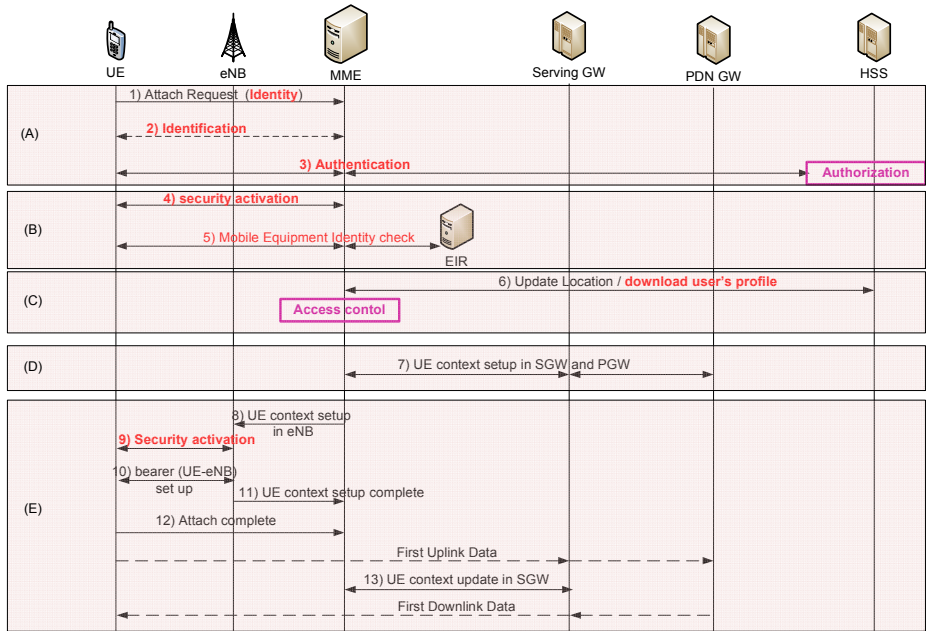 UE
eNB
MME
Serving GW
PDN GW
HSS
(A)
1) Attach Request (Identity)
2) Identification
3) Authentication
Authorization
(B)
4) security activation
5) Mobile Equipment Identity check
EIR
(C)
6) Update Location / download user's profile
Access contol
(D)
7) UE context setup in SGW and PGW
(E)
8) UE context setup
in eNB
9) Security activation
10) bearer (UE-eNB)
set up
11) UE context setup complete
12) Attach complete
First Uplink Data
13) UE context update in SGW
First Downlink Data